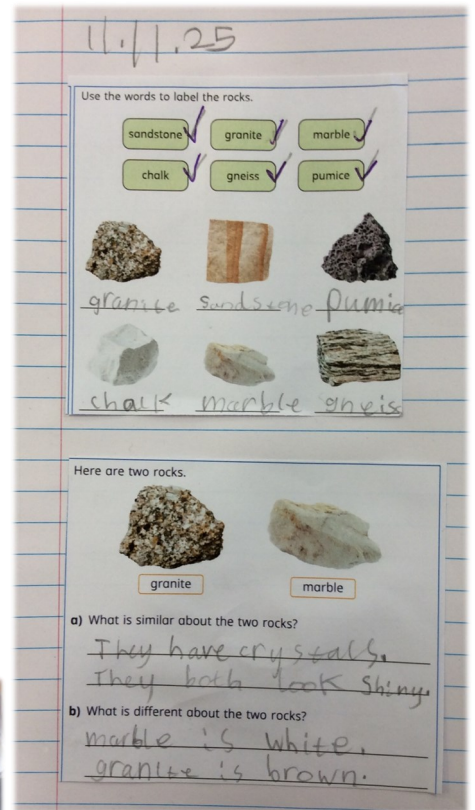 11.11.25
Use the words to label the rocks.
sandstone granite marble
chalk gneiss pumice
granite sandstone pumice
chalk marble gneiss
Here are two rocks.
granite marble
a) What is similar about the two rocks?
They have crystals.
They both look shiny.
b) What is different about the two rocks?
marble is white.
granite is brown.